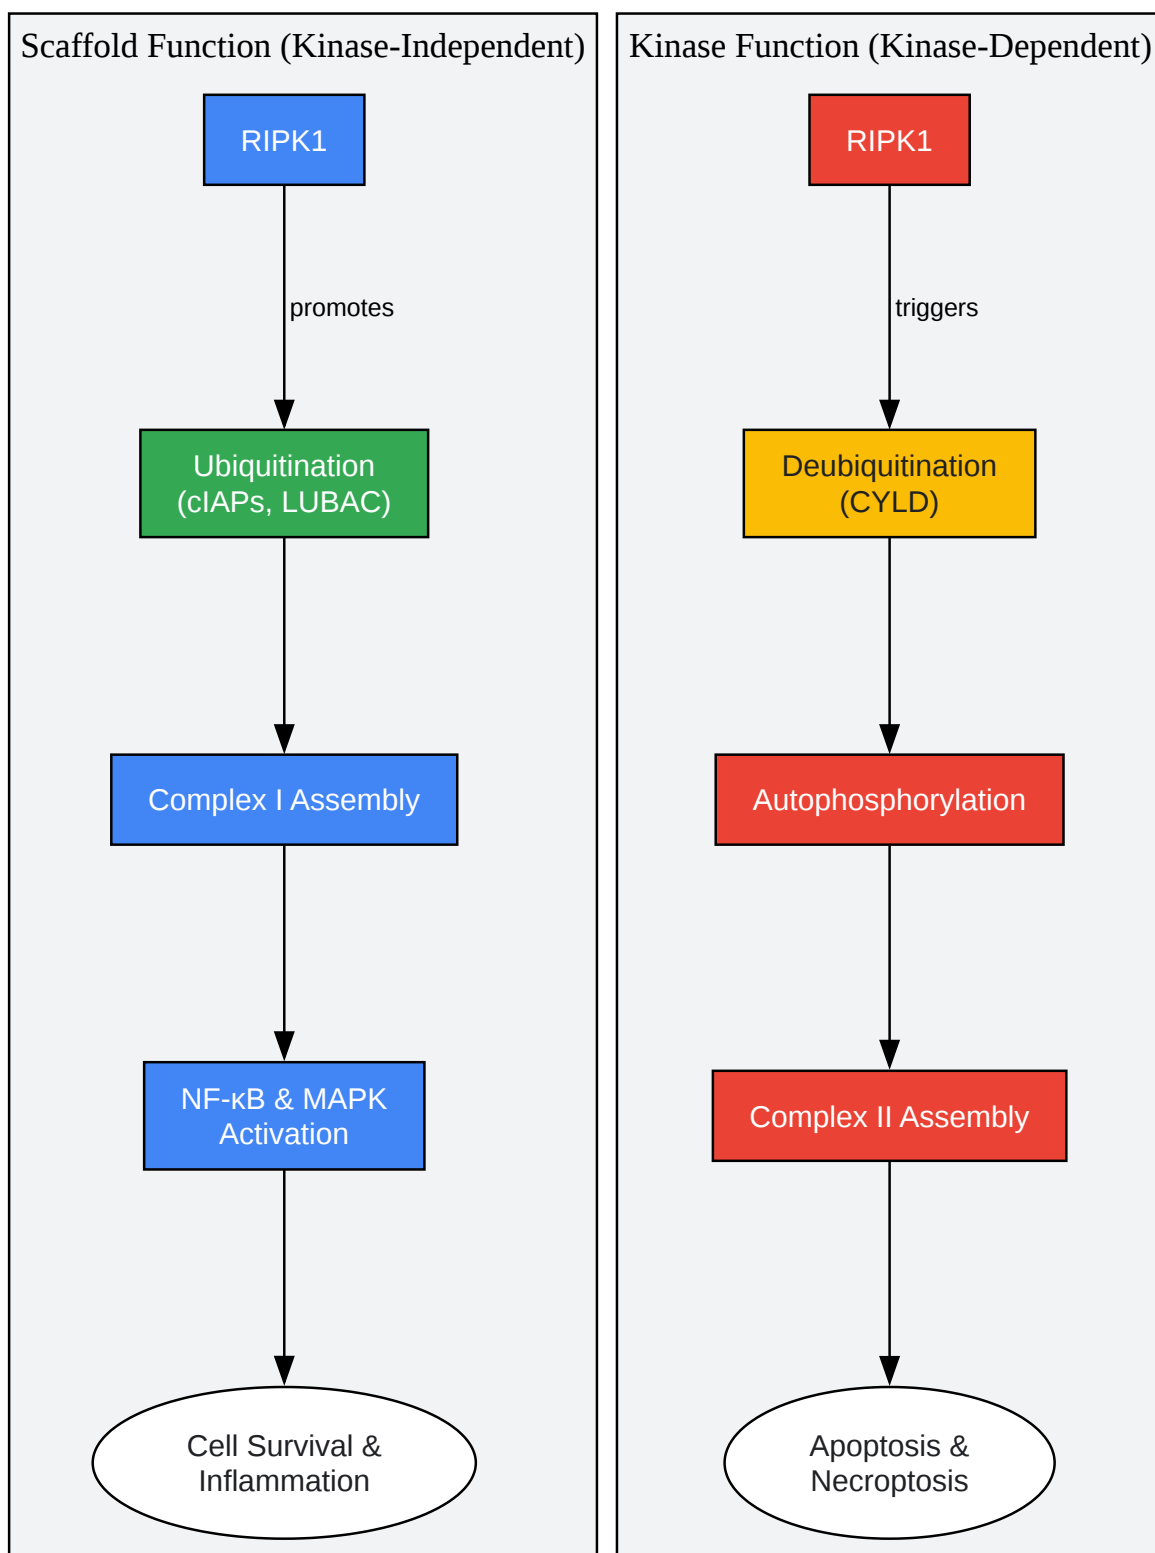 Scaffold Function (Kinase-Independent)
RIPK1
promotes
Ubiquitination
(cIAPs, LUBAC)
Complex I Assembly
NF-κB & MAPK
Activation
Cell Survival &
Inflammation
Kinase Function (Kinase-Dependent)
RIPK1
triggers
Deubiquitination
(CYLD)
Autophosphorylation
Complex II Assembly
Apoptosis &
Necroptosis